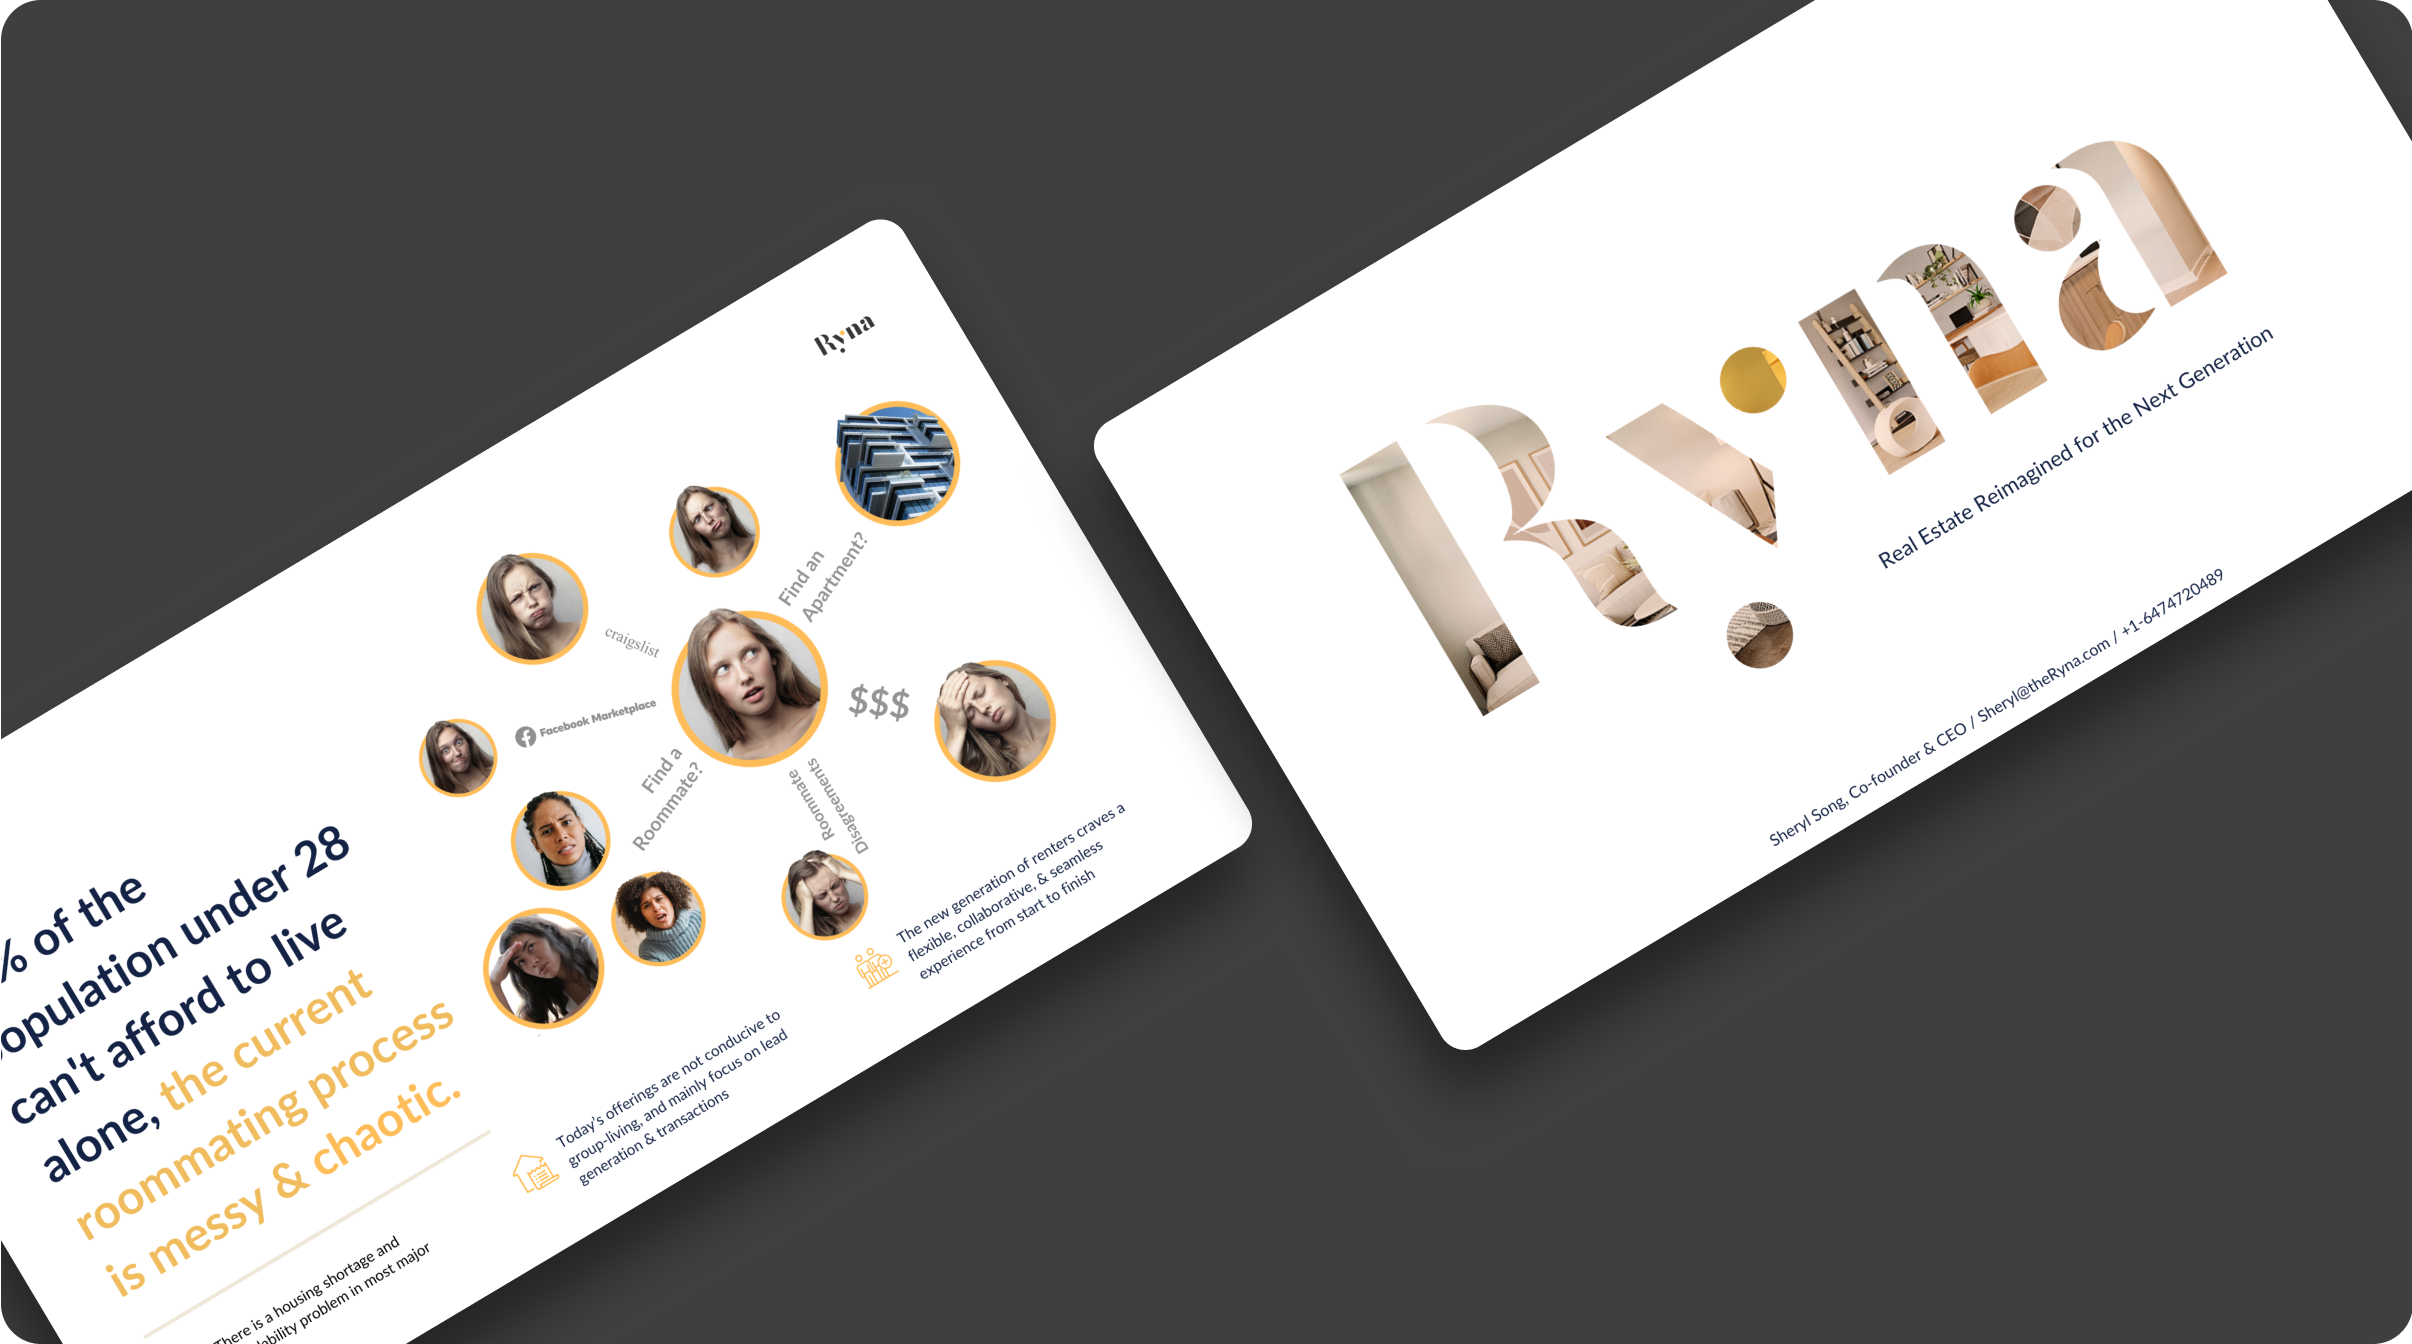 Ryna
% of the
opulation under 28
can't afford to live
alone, the current
roommating process
is messy & chaotic.
There is a housing shortage and
problem in most major
craigslist
Facebook Marketplace
Find a
Roommate?
Find an
Apartment?
$$$
Roommate
Disagreements
Today's offerings are not conducive to
group-living, and mainly focus on lead
generation & transactions
The new generation of renters craves a
flexible, collaborative, & seamless
experience from start to finish
Ryna
Real Estate Reimagined for the Next Generation
Sheryl Song, Co-founder & CEO / Sheryl@theRyna.com / +1-6474720489